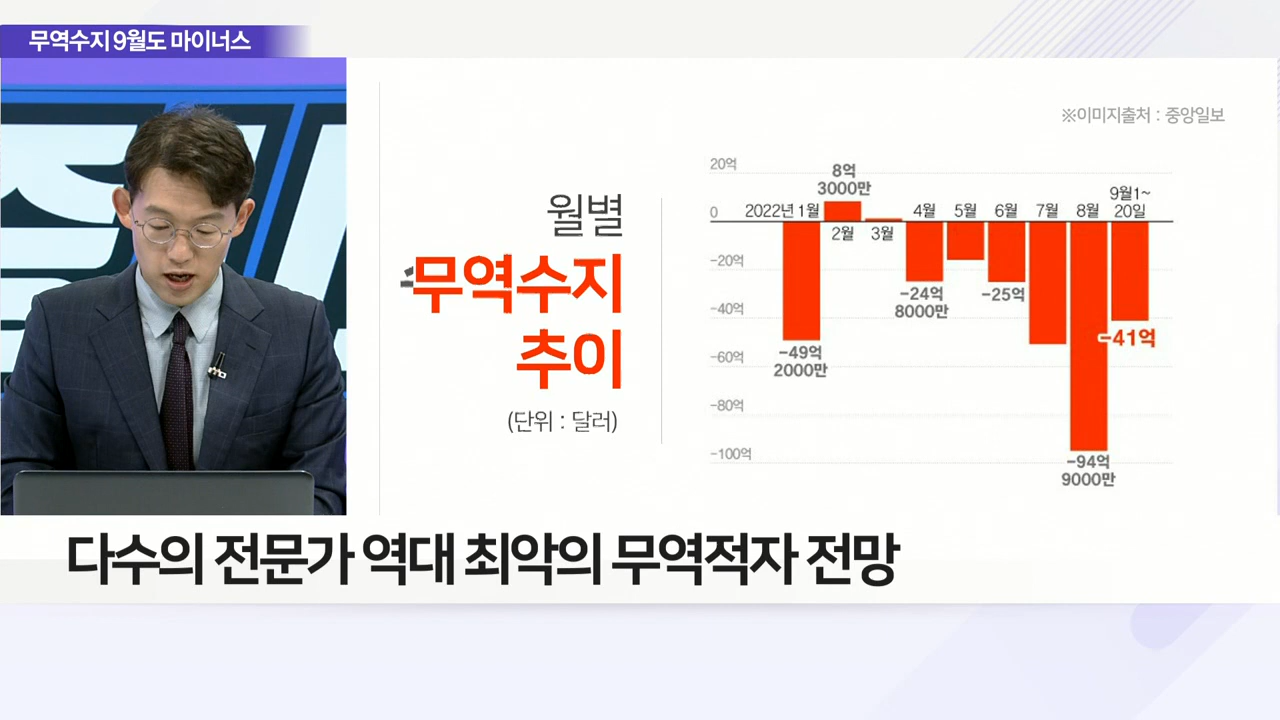 무역수지 9월도 마이너스
※이미지출처 : 중앙일보
월별
무역수지
추이
(단위 : 달러)
20억
0
-20억
-40억
-60억
-80억
-100억
2022년 1월
-49억
2000만
8억
3000만
2월
3월
4월
-24억
8000만
5월
6월
-25억
7월
8월
-94억
9000만
9월1~
20일
-41억
다수의 전문가 역대 최악의 무역적자 전망